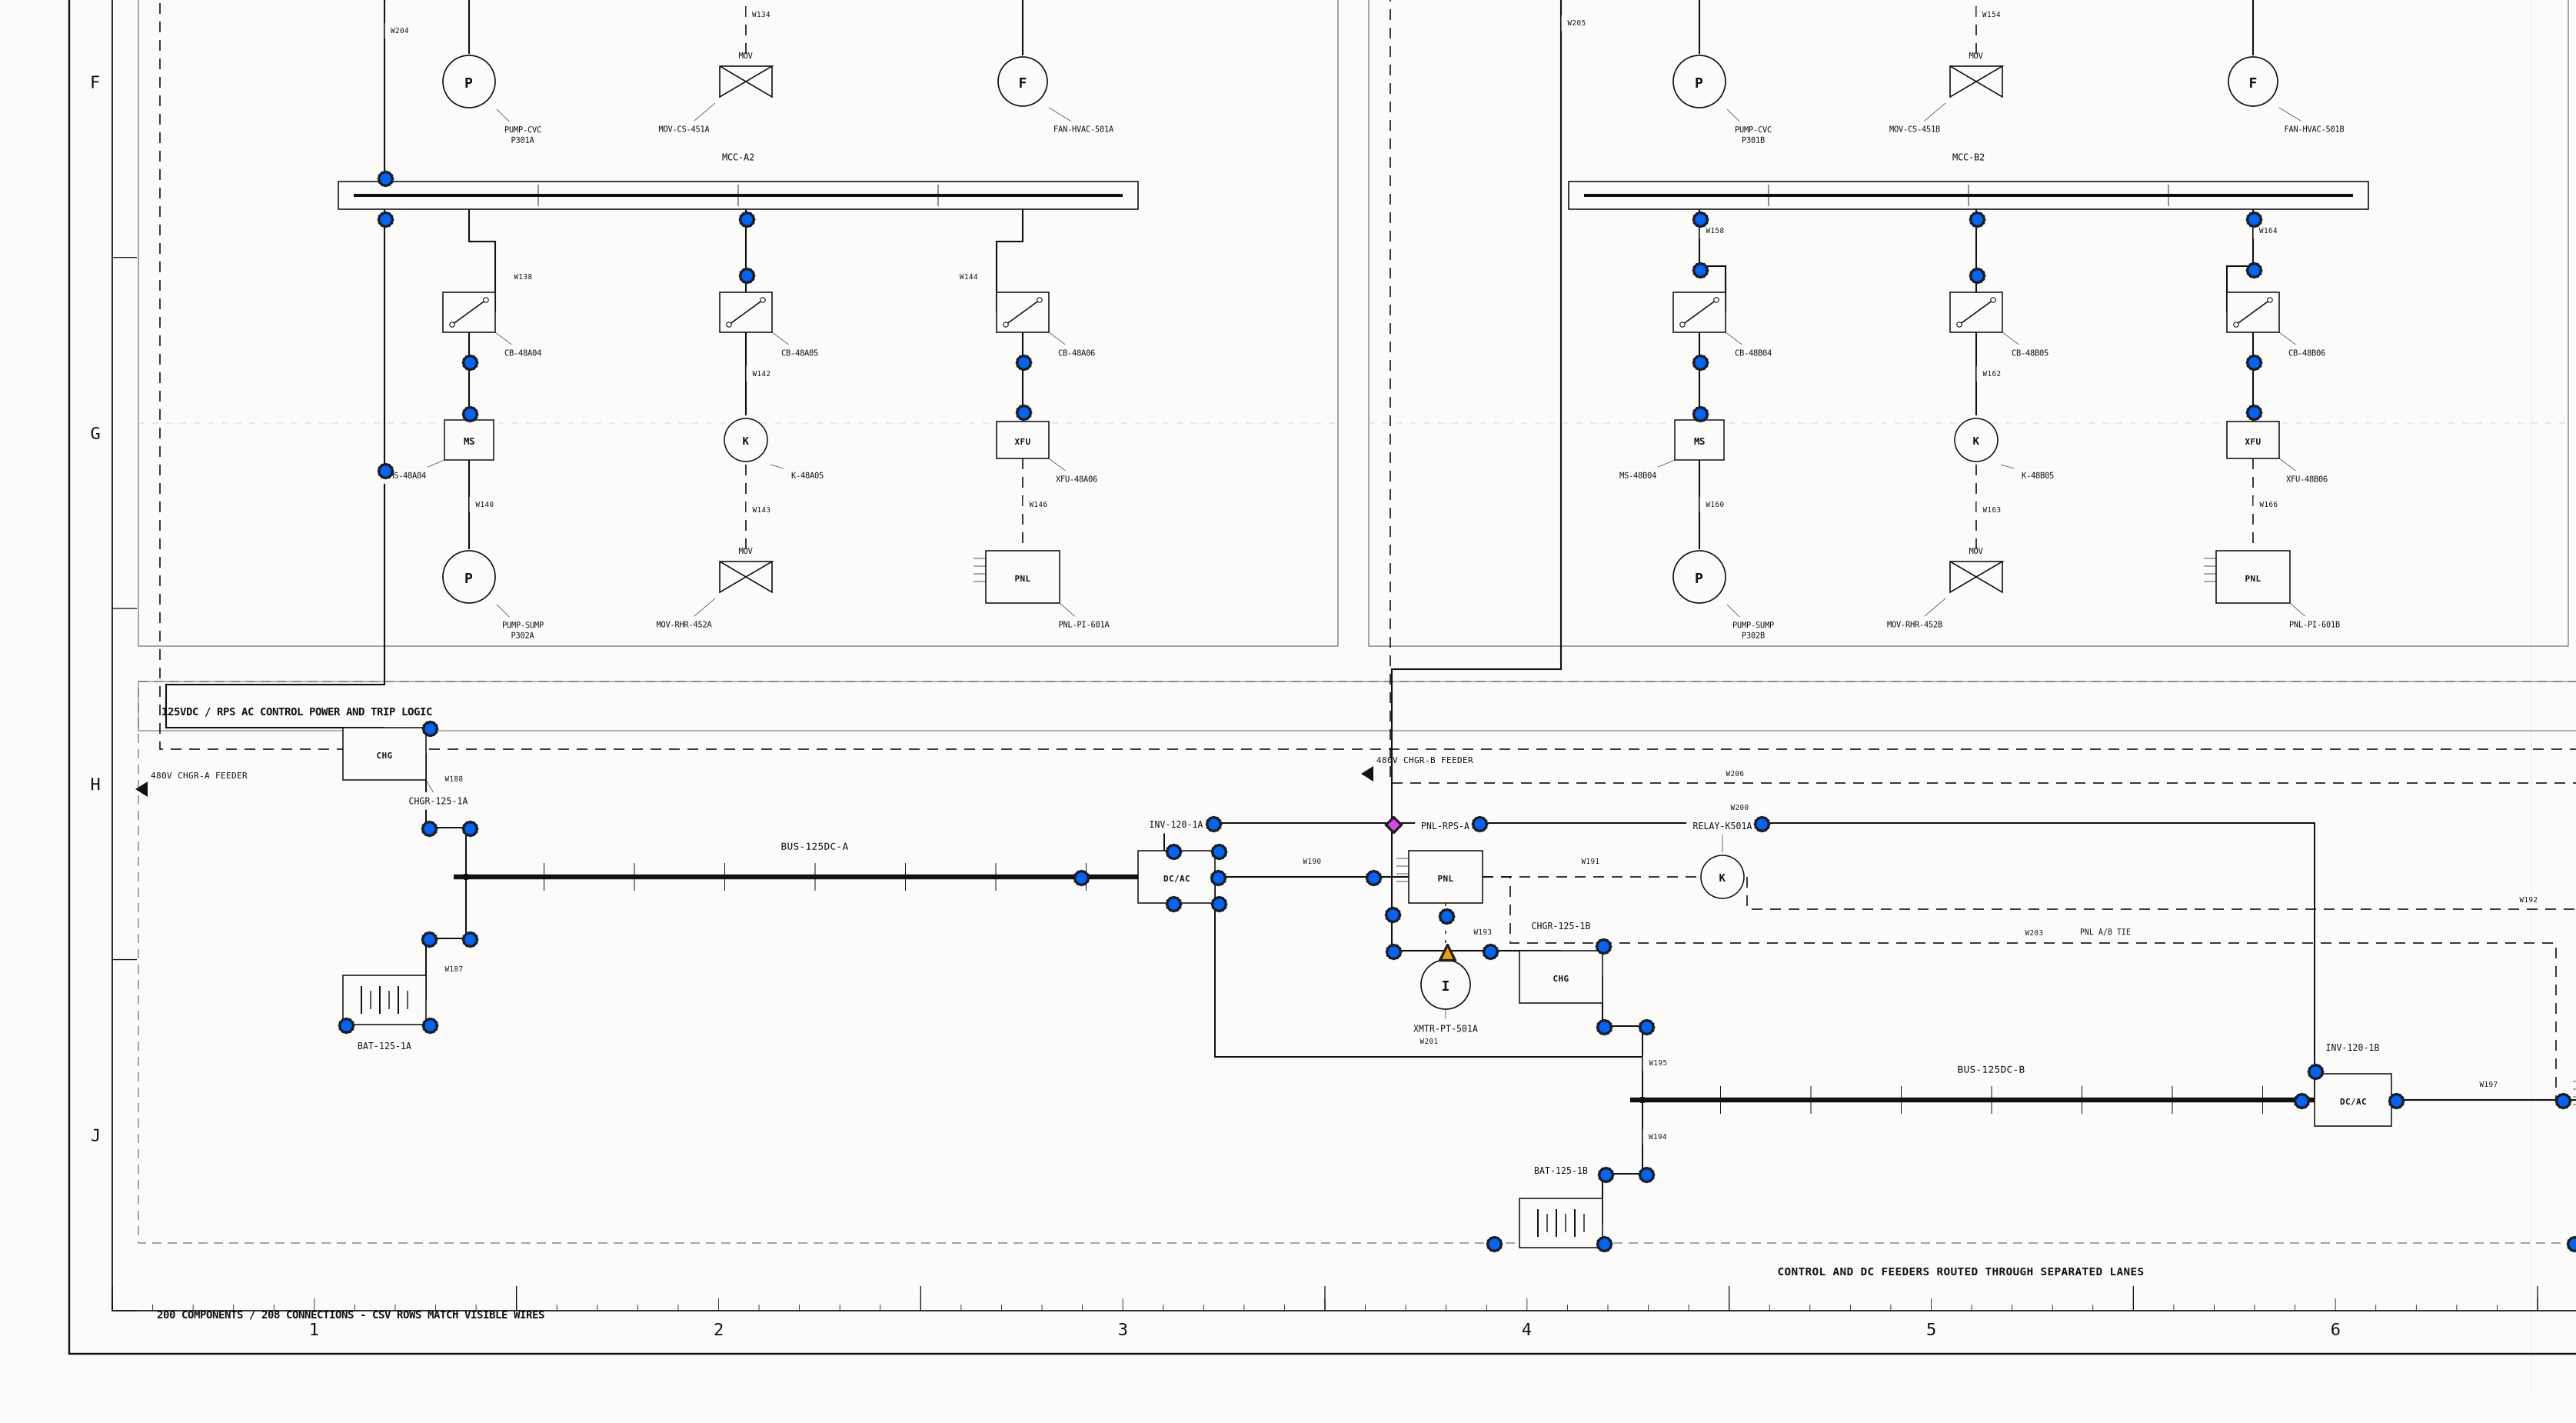 W134
W154
W204
W205
F
MOV
MOV
P
F
P
F
PUMP-CVC
P301A
MOV-CS-451A
FAN-HVAC-501A
PUMP-CVC
P301B
MOV-CS-451B
FAN-HVAC-501B
MCC-A2
MCC-B2
W158
W164
W138
W144
CB-48A04
CB-48A05
CB-48A06
CB-48B04
CB-48B05
CB-48B06
W142
W162
G
MS
K
XFU
MS
K
XFU
MS-48A04
K-48A05
XFU-48A06
MS-48B04
K-48B05
XFU-48B06
W140
W143
W146
W160
W163
W166
MOV
MOV
P
PNL
P
PNL
PUMP-SUMP
P302A
MOV-RHR-452A
PNL-PI-601A
PUMP-SUMP
P302B
MOV-RHR-452B
PNL-PI-601B
125VDC / RPS AC CONTROL POWER AND TRIP LOGIC
CHG
480V CHGR-A FEEDER
480V CHGR-B FEEDER
H
W188
W206
CHGR-125-1A
W200
INV-120-1A
PNL-RPS-A
RELAY-K501A
BUS-125DC-A
W190
W191
DC/AC
PNL
K
W192
CHGR-125-1B
W193
W203
PNL A/B TIE
W187
CHG
I
XMTR-PT-501A
W201
BAT-125-1A
INV-120-1B
W195
BUS-125DC-B
W197
DC/AC
J
W194
BAT-125-1B
CONTROL AND DC FEEDERS ROUTED THROUGH SEPARATED LANES
200 COMPONENTS / 208 CONNECTIONS - CSV ROWS MATCH VISIBLE WIRES
1
2
3
4
5
6